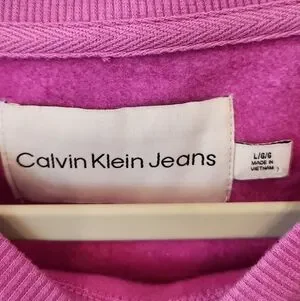 Calvin Klein Jeans
L/G/G
MADE IN
VIETNAM